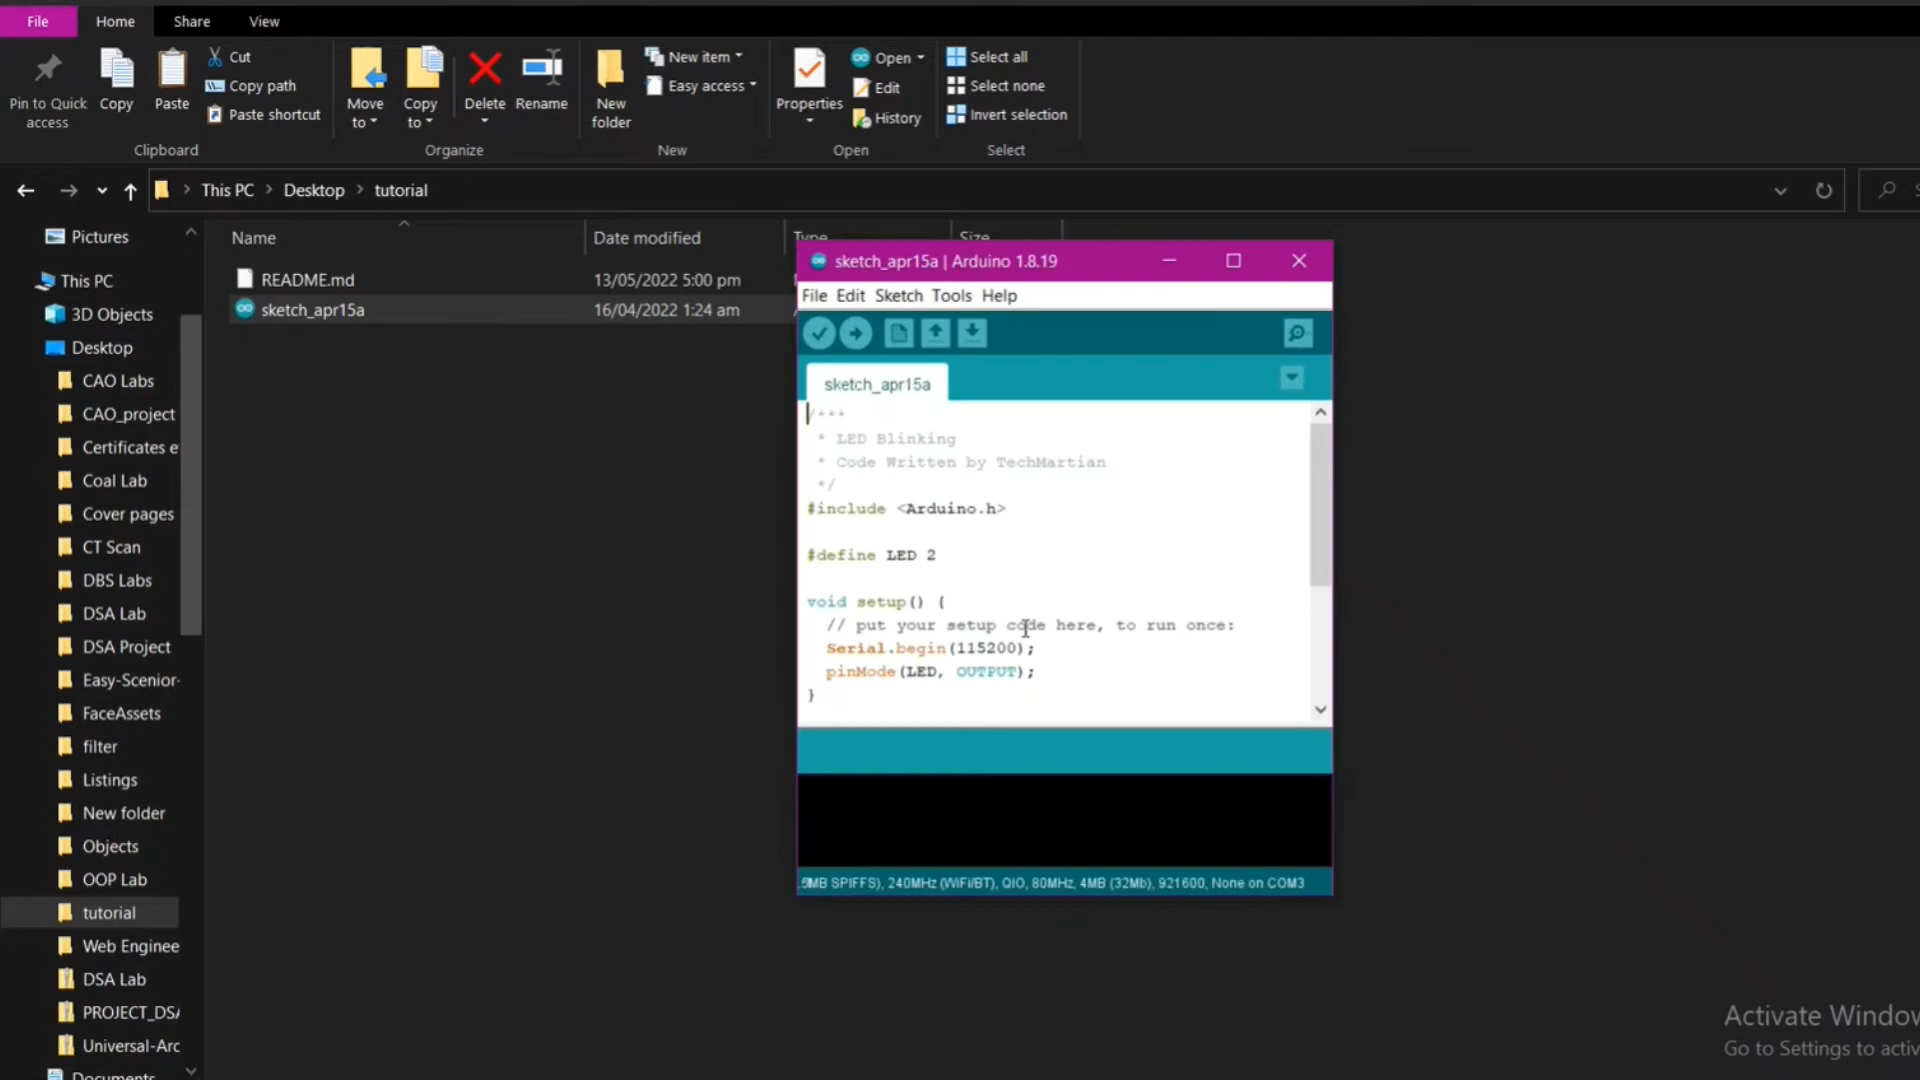 File Home Share View
Pin to Quick access
Copy
Paste
Cut
Copy path
Paste shortcut
Clipboard
Move to
Copy to
Delete
Rename
Organize
New folder
New item
Easy access
New
Properties
Open
Edit
History
Open
Select all
Select none
Invert selection
Select
This PC > Desktop > tutorial
Pictures
This PC
3D Objects
Desktop
CAO Labs
CAO_project
Certificates e
Coal Lab
Cover pages
CT Scan
DBS Labs
DSA Lab
DSA Project
Easy-Scenior-
FaceAssets
filter
Listings
New folder
Objects
OOP Lab
tutorial
Web Enginee
DSA Lab
PROJECT_DSA
Universal-Arc
Documents
Name Date modified Type Size
README.md 13/05/2022 5:00 pm
sketch_apr15a 16/04/2022 1:24 am
sketch_apr15a | Arduino 1.8.19
File Edit Sketch Tools Help
sketch_apr15a
/***
* LED Blinking
* Code Written by TechMartian
*/
#include <Arduino.h>
#define LED 2
void setup() {
// put your setup code here, to run once:
Serial.begin(115200);
pinMode(LED, OUTPUT);
}
.5MB SPIFFS), 240MHz (WiFi/BT), QIO, 80MHz, 4MB (32Mb), 921600, None on COM3
Activate Window
Go to Settings to activ